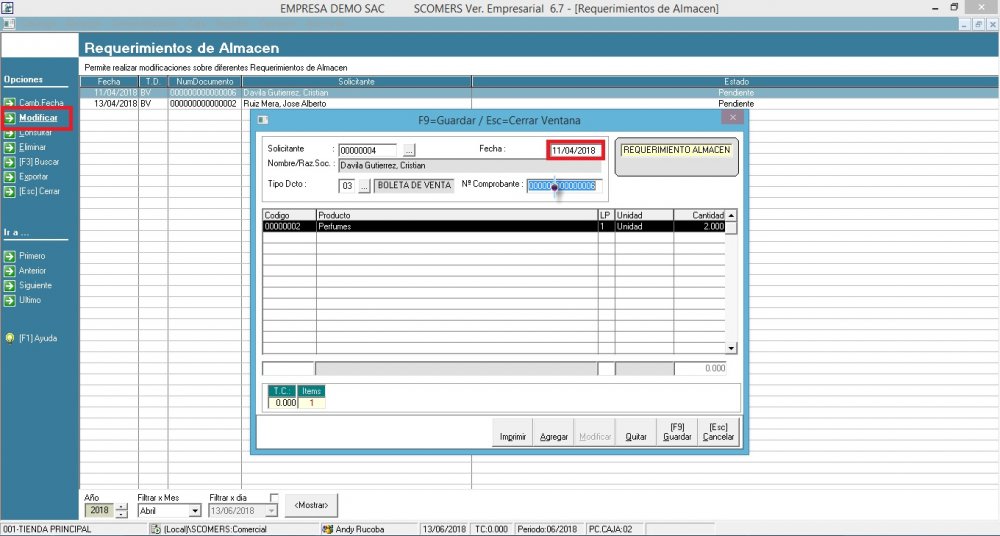 EMPRESA DEMO SAC SCOMERS Ver. Empresarial 6.7 - [Requerimientos de Almacen]
Requerimientos de Almacen
Permite realizar modificaciones sobre diferentes Requerimientos de Almacen
Opciones
Camb.Fecha
Modificar
Consultar
Eliminar
[F3] Buscar
Exportar
[Esc] Cerrar
Ir a ...
Primero
Anterior
Siguiente
Ultimo
[F1] Ayuda
Fecha T.D. NumDocumento Solicitante Estado
11/04/2018 BV 000000000000006 Davila Gutierrez, Cristian Pendiente
13/04/2018 BV 000000000000002 Ruiz Mera, Jose Alberto Pendiente
F9=Guardar / Esc=Cerrar Ventana
Solicitante : 00000004 ... Fecha : 11/04/2018 REQUERIMIENTO ALMACEN
Nombre/Raz.Soc. : Davila Gutierrez, Cristian
Tipo Dcto : 03 ... BOLETA DE VENTA Nº Comprobante : 000000000000006
Codigo Producto LP Unidad Cantidad
00000002 Perfumes 1 Unidad 2.000
0.000
T.C.: Items
0.000 1
Imprimir Agregar Modificar Quitar [F9] Guardar [Esc] Cancelar
Año Filtrar x Mes Filtrar x dia
2018 Abril 13/06/2018 <Mostrar>
001-TIENDA PRINCIPAL (Local)\SCOMERS:Comercial Andy Rucoba 13/06/2018 TC:0.000 Periodo:06/2018 PC.CAJA:02